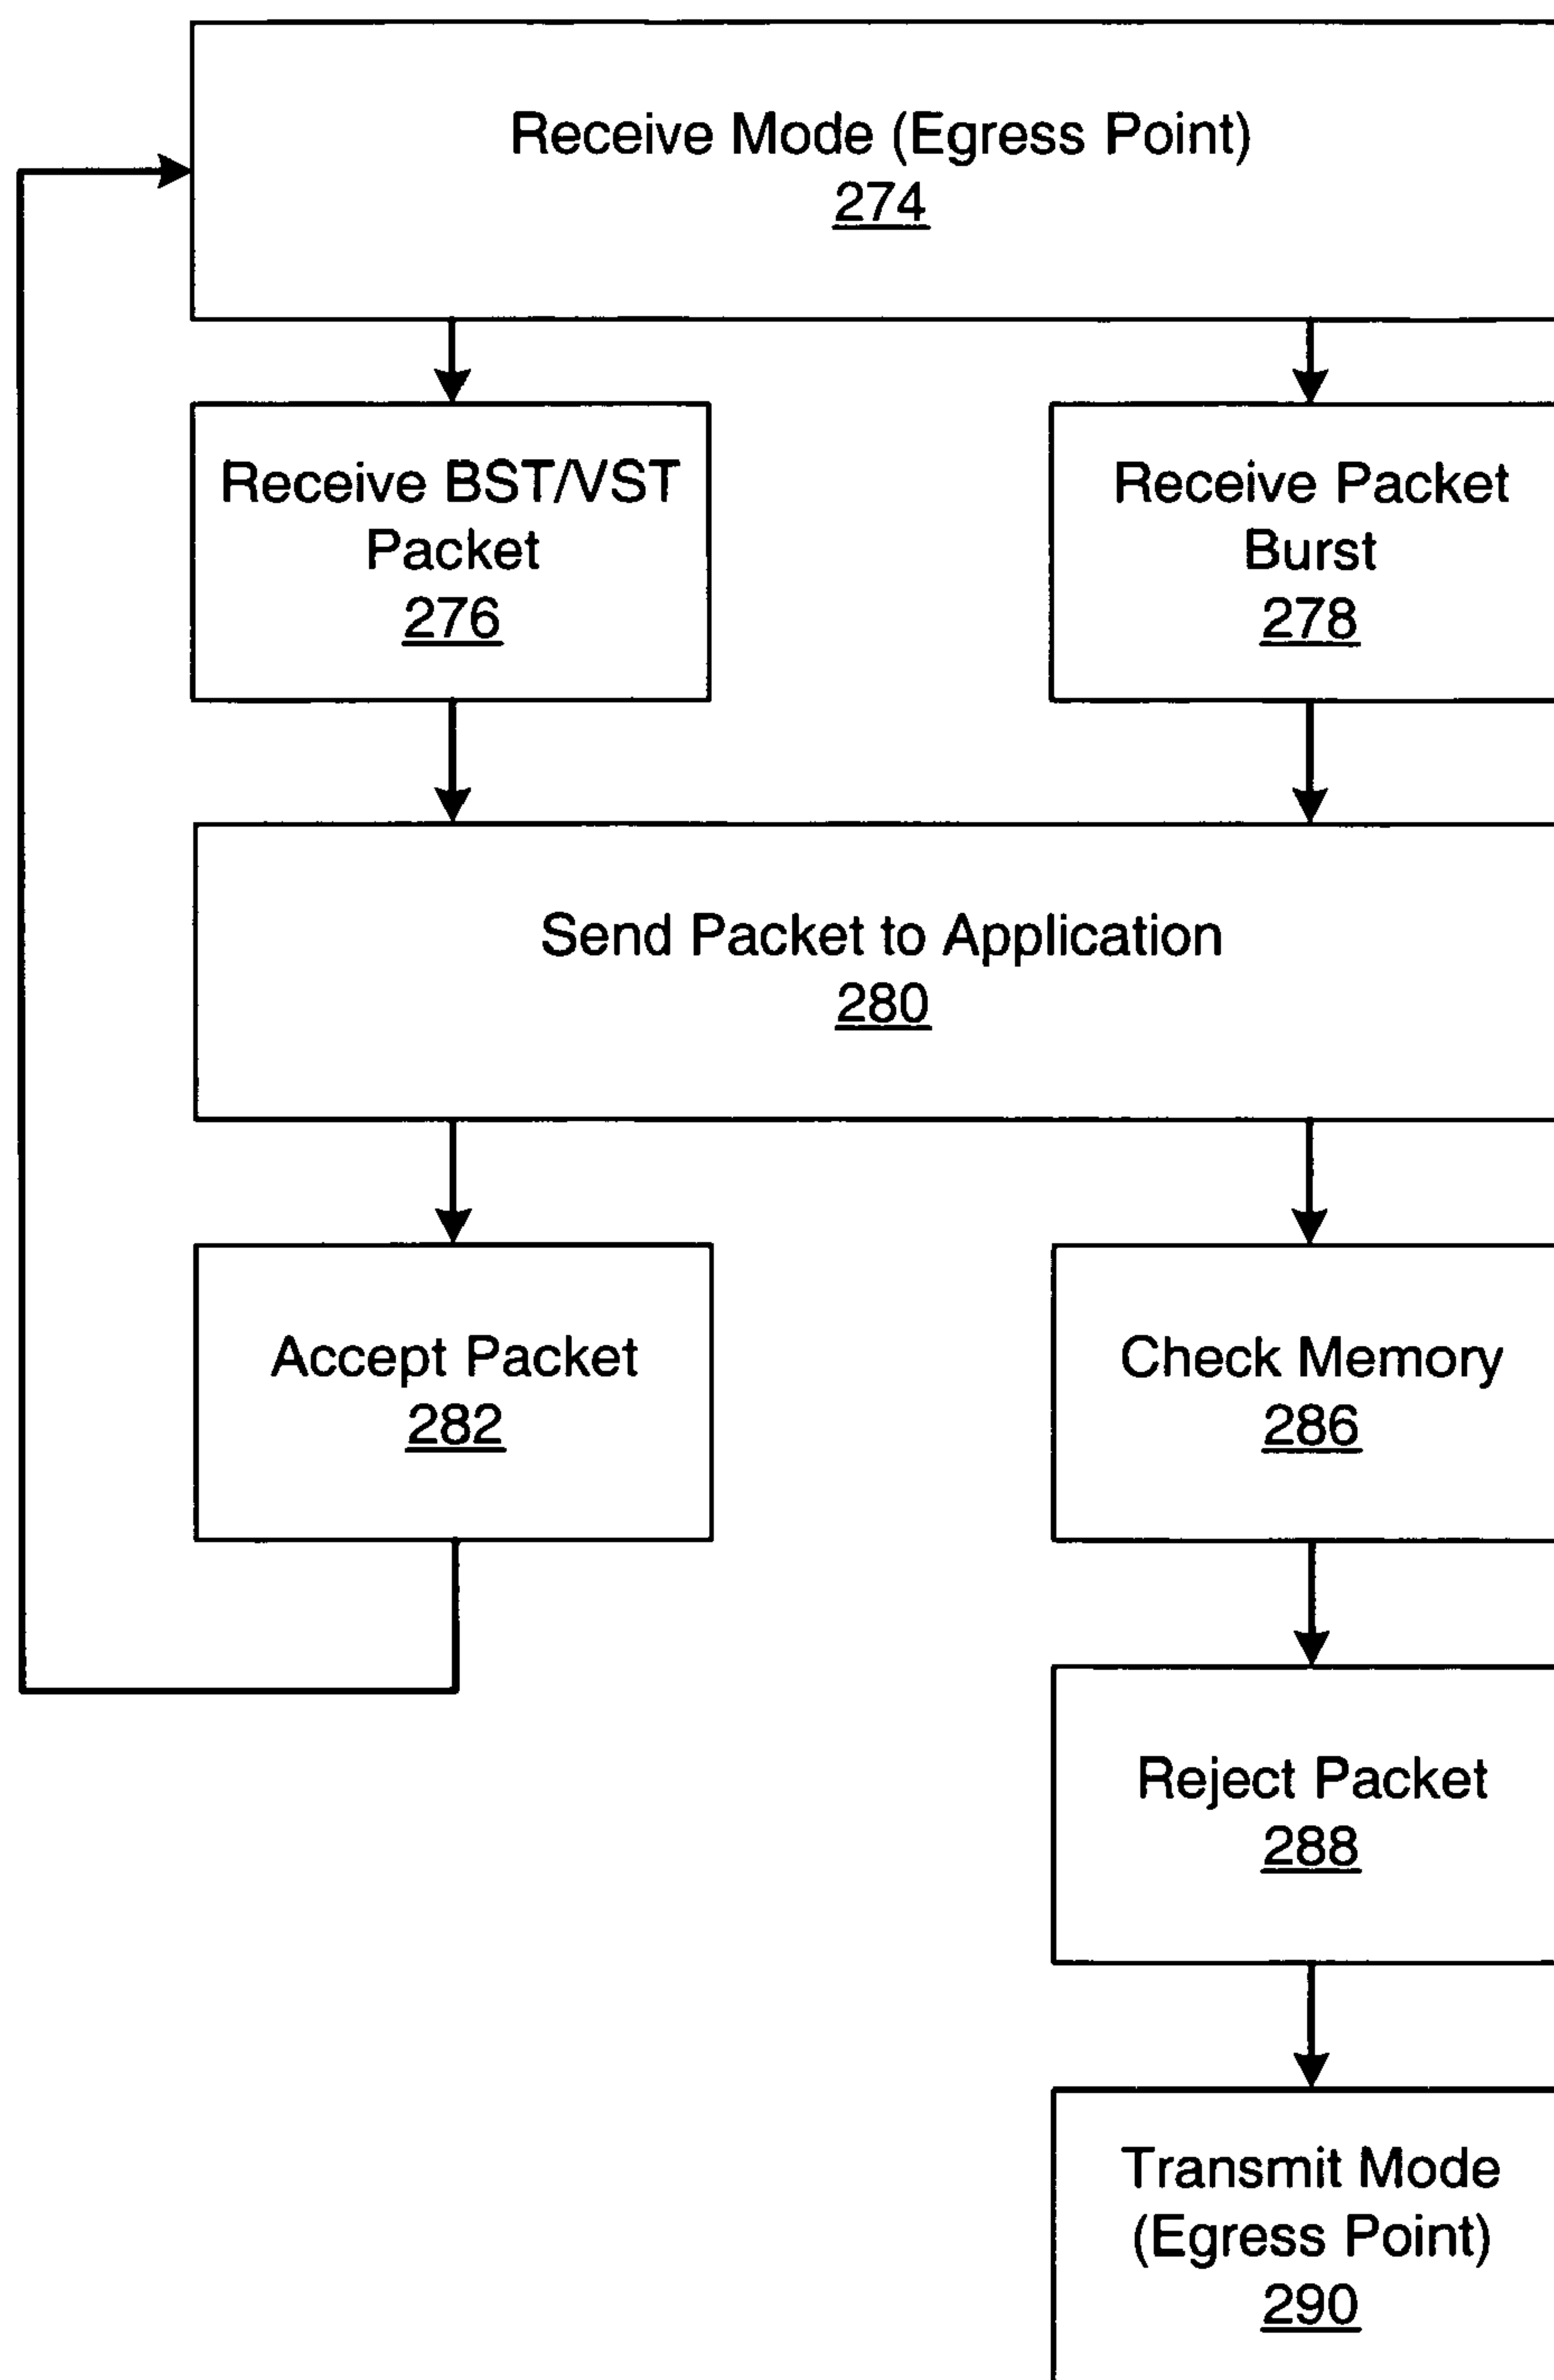 Receive Mode (Egress Point)
274
Receive BST/VST
Packet
276
Receive Packet
Burst
278
Send Packet to Application
280
Accept Packet
282
Check Memory
286
Reject Packet
288
Transmit Mode
(Egress Point)
290